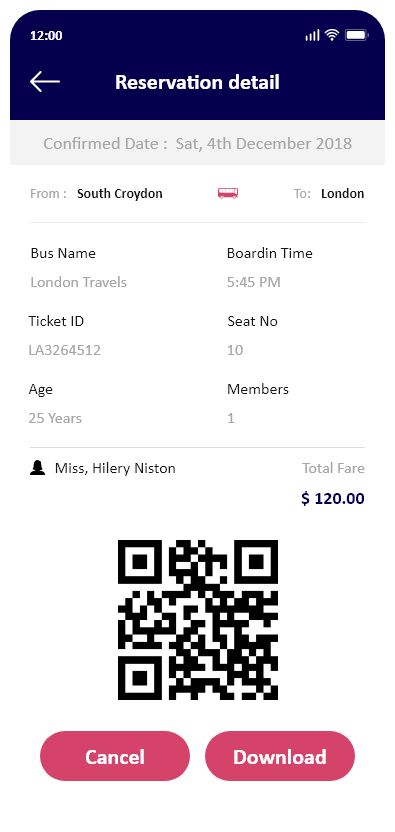 12:00
Reservation detail
Confirmed Date : Sat, 4th December 2018
From : South Croydon To: London
Bus Name Boardin Time
London Travels 5:45 PM
Ticket ID Seat No
LA3264512 10
Age Members
25 Years 1
Miss, Hilery Niston Total Fare
$ 120.00
Cancel Download